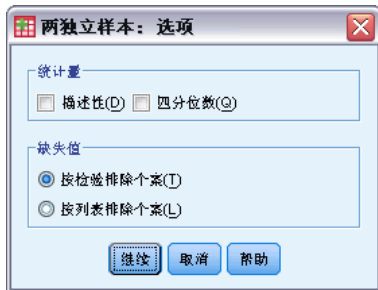 两独立样本：选项
统计量
描述性(D) 四分位数(Q)
缺失值
按检验排除个案(T)
按列表排除个案(L)
继续 取消 帮助